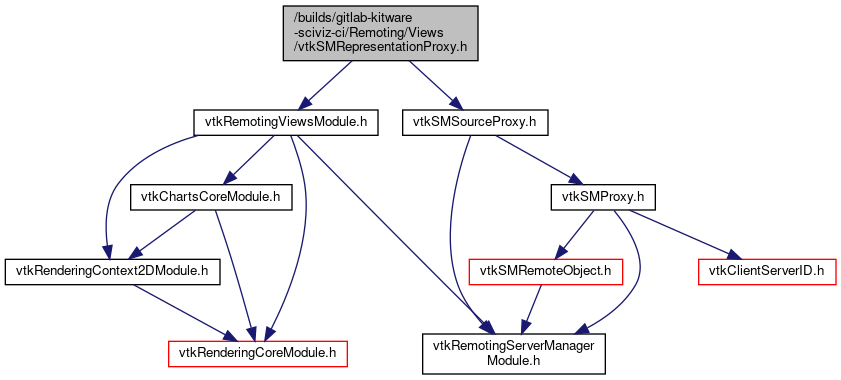 /builds/gitlab-kitware
-sciviz-ci/Remoting/Views
/vtkSMRepresentationProxy.h
vtkRemotingViewsModule.h
vtkSMSourceProxy.h
vtkChartsCoreModule.h
vtkSMProxy.h
vtkRenderingContext2DModule.h
vtkSMRemoteObject.h
vtkClientServerID.h
vtkRenderingCoreModule.h
vtkRemotingServerManager
Module.h